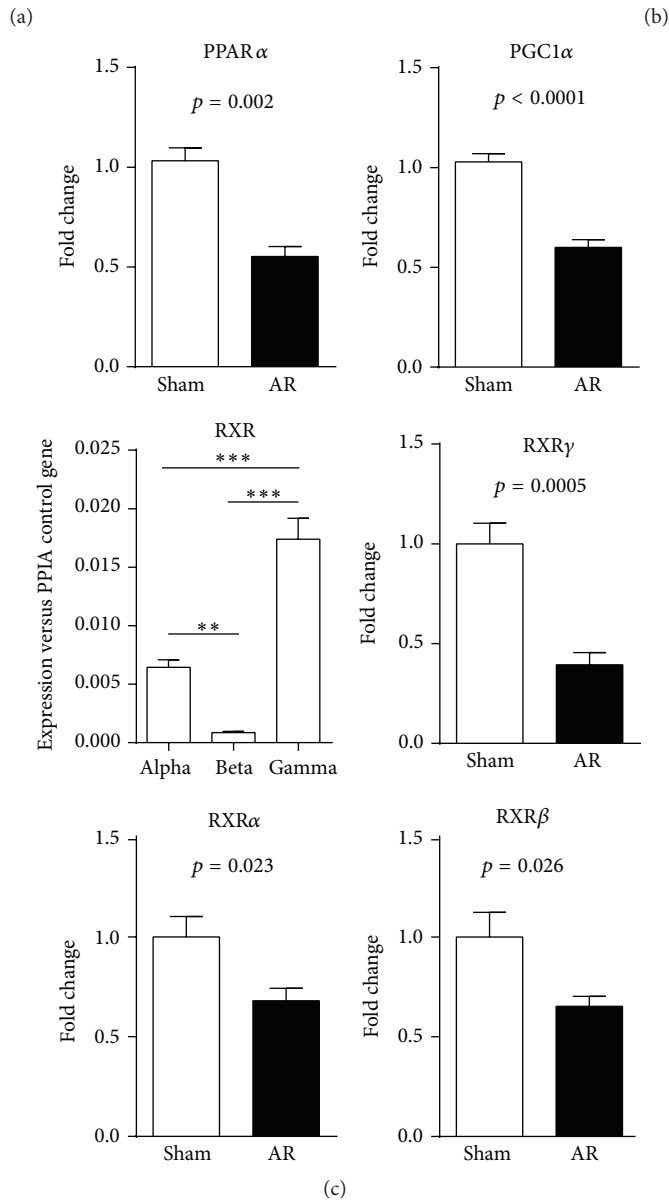 (a)
(b)
PPARα
p = 0.002
Fold change
1.5
1.0
0.5
0.0
Sham
AR
PGC1α
p < 0.0001
Fold change
1.5
1.0
0.5
0.0
Sham
AR
RXR
Expression versus PPIA control gene
0.025
0.020
0.015
0.010
0.005
0.000
***
***
**
Alpha
Beta
Gamma
RXRγ
p = 0.0005
Fold change
1.5
1.0
0.5
0.0
Sham
AR
RXRα
p = 0.023
Fold change
1.5
1.0
0.5
0.0
Sham
AR
RXRβ
p = 0.026
Fold change
1.5
1.0
0.5
0.0
Sham
AR
(c)